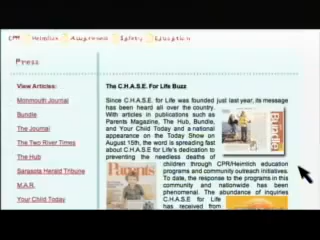 CPR Heimlich Awareness Safety Education
Press
View Articles:
Monmouth Journal
Bundle
The Journal
The Two River Times
The Hub
Sarasota Herald Tribune
M.A.R.
Your Child Today
The C.H.A.S.E. For Life Buzz
Since C.H.A.S.E. for Life was founded just last year, its message
has been heard all over the country.
With articles in publications such as
Parents Magazine, The Hub, Bundle,
and Your Child Today and a national
appearance on the Today Show on
August 15th, the word is spreading fast
about C.H.A.S.E. for Life's dedication to
preventing the needless deaths of
children through CPR/Heimlich education
programs and community outreach initiatives.
To date, the response to the programs in this
community and nationwide has been
phenomenal. The abundance of inquiries
C.H.A.S.E. for Life
has received from
Bundle
Parents